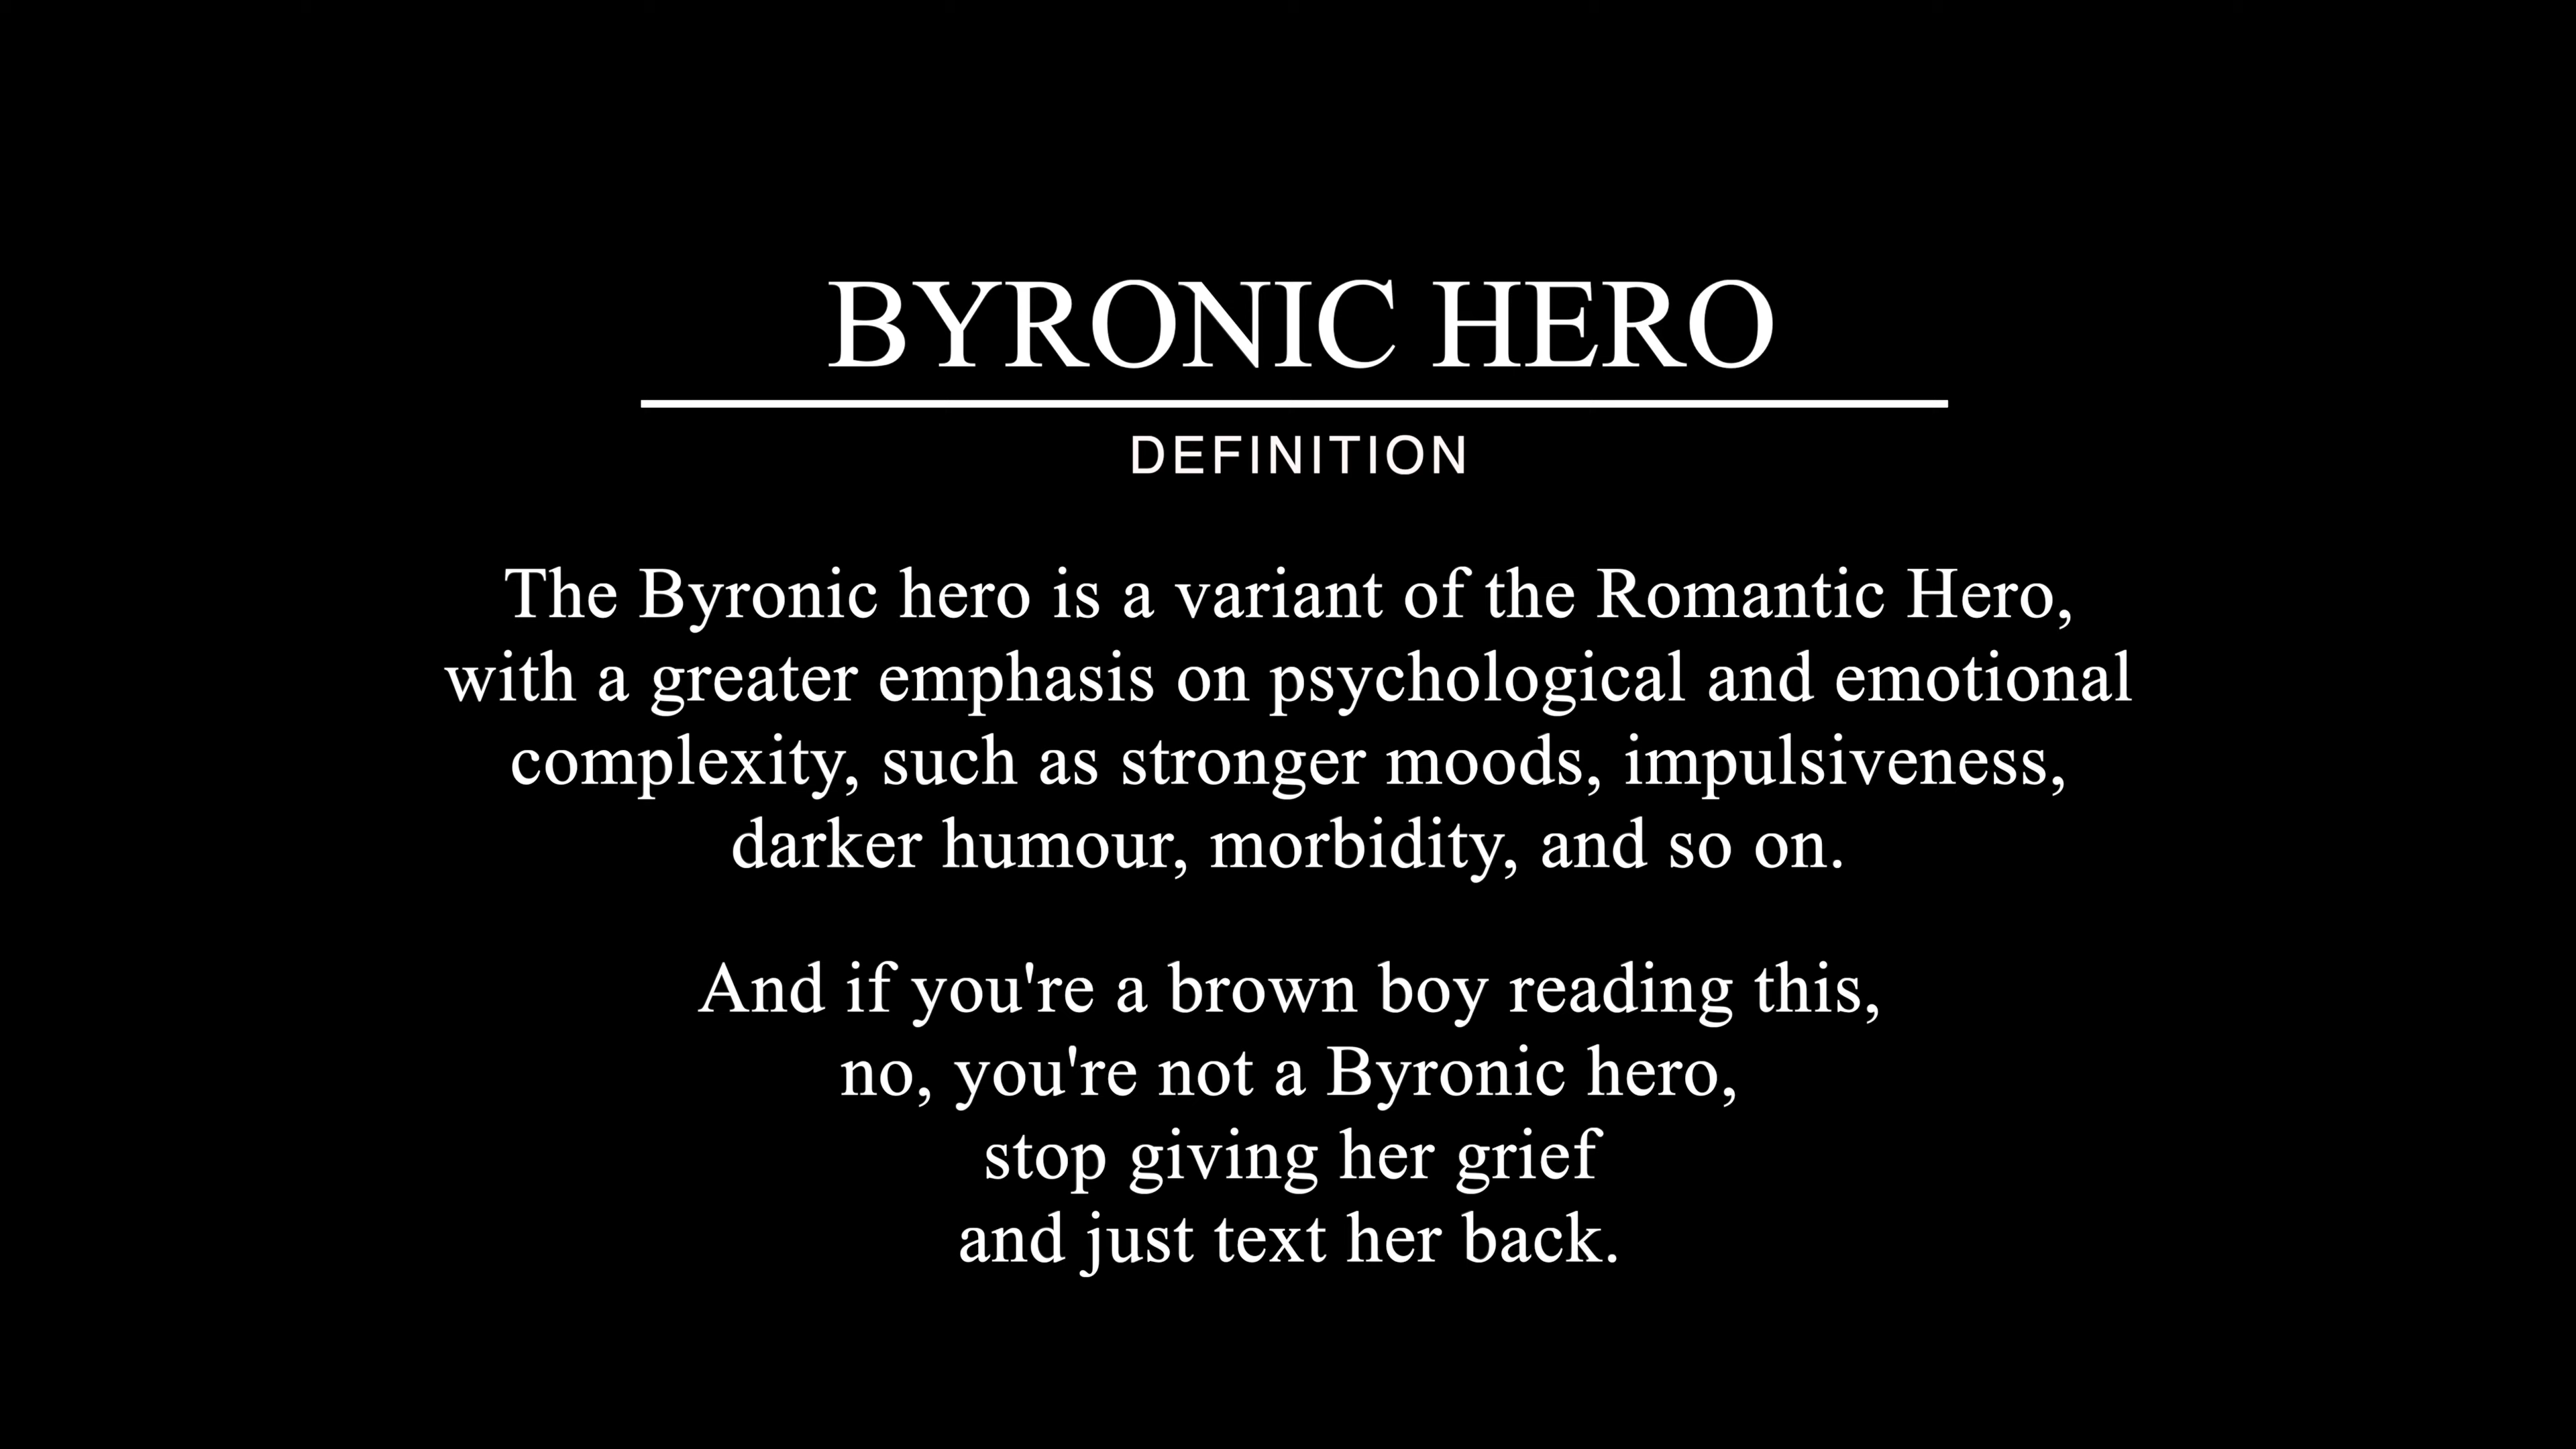 BYRONIC HERO
DEFINITION
The Byronic hero is a variant of the Romantic Hero,
with a greater emphasis on psychological and emotional
complexity, such as stronger moods, impulsiveness,
darker humour, morbidity, and so on.
And if you're a brown boy reading this,
no, you're not a Byronic hero,
stop giving her grief
and just text her back.